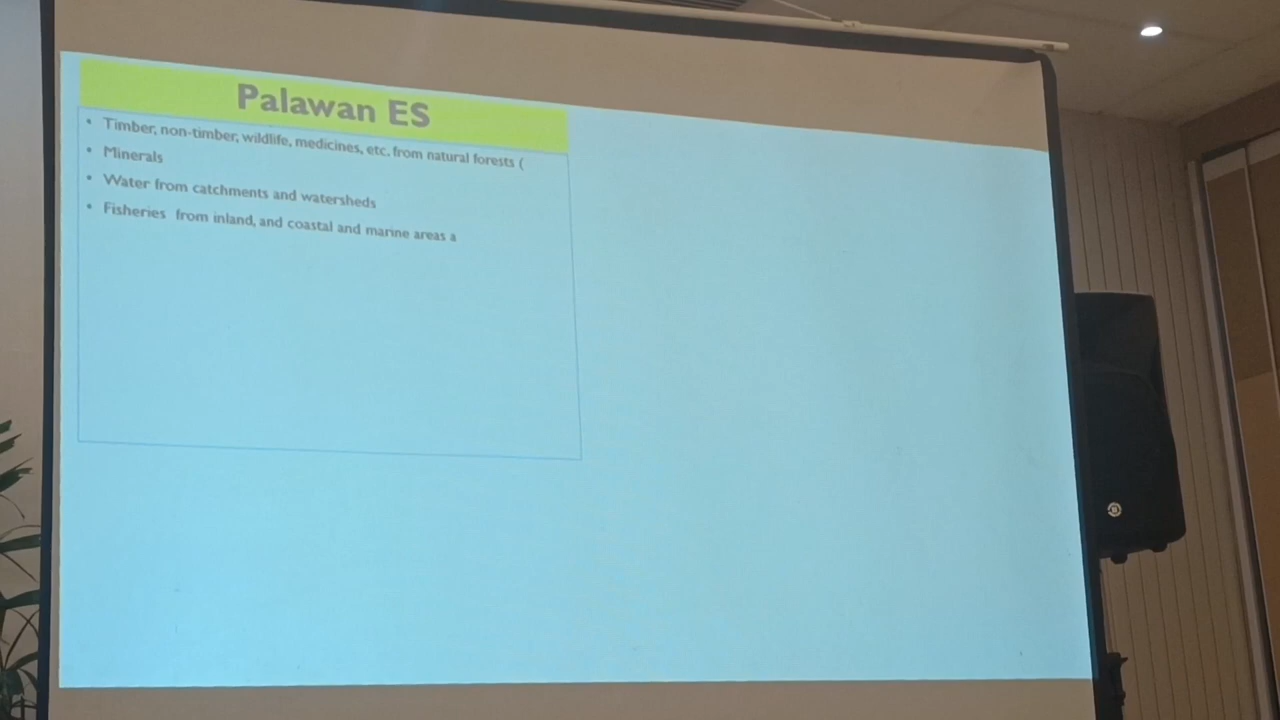 Palawan ES
• Timber, non-timber, wildlife, medicines, etc. from natural forests (
• Minerals
• Water from catchments and watersheds
• Fisheries  from inland, and coastal and marine areas a